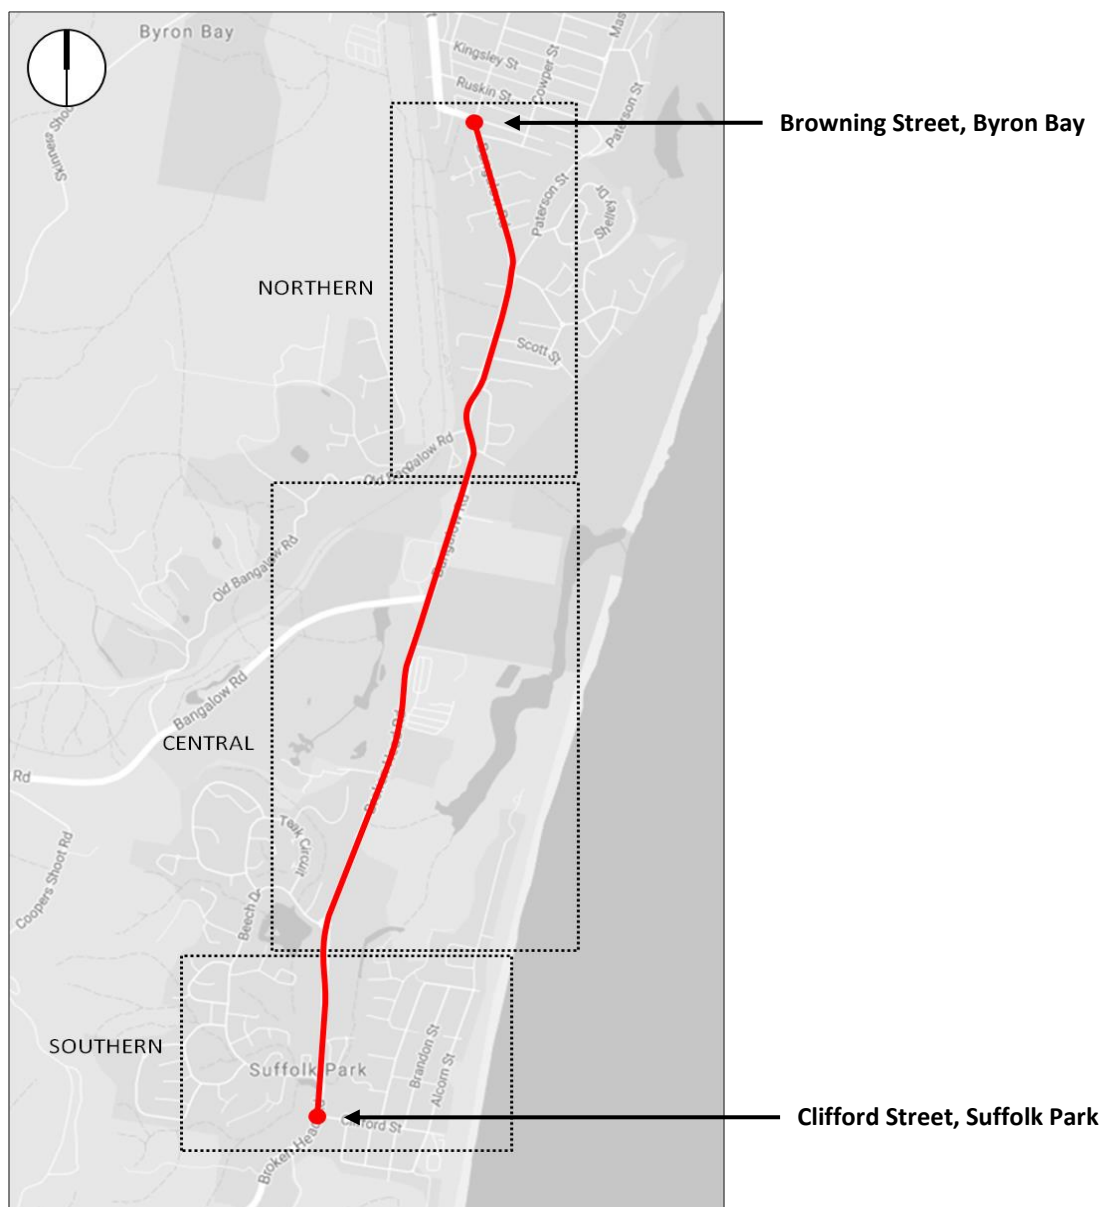 Byron Bay
Kingsley St
Cowper St
Ruskin St
Paterson St
Browning Street, Byron Bay
Paterson St
Shelley Dr
NORTHERN
Scott St
Old Bangalow Rd
Bangalow Rd
Old Bangalow Rd
Bangalow Rd
CENTRAL
Rd
Teak Circuit
Coopers Shoot Rd
Beech Dr
SOUTHERN
Brandon St
Alcorn St
Suffolk Park
Clifford St
Clifford Street, Suffolk Park